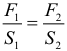 F₁/S₁ = F₂/S₂